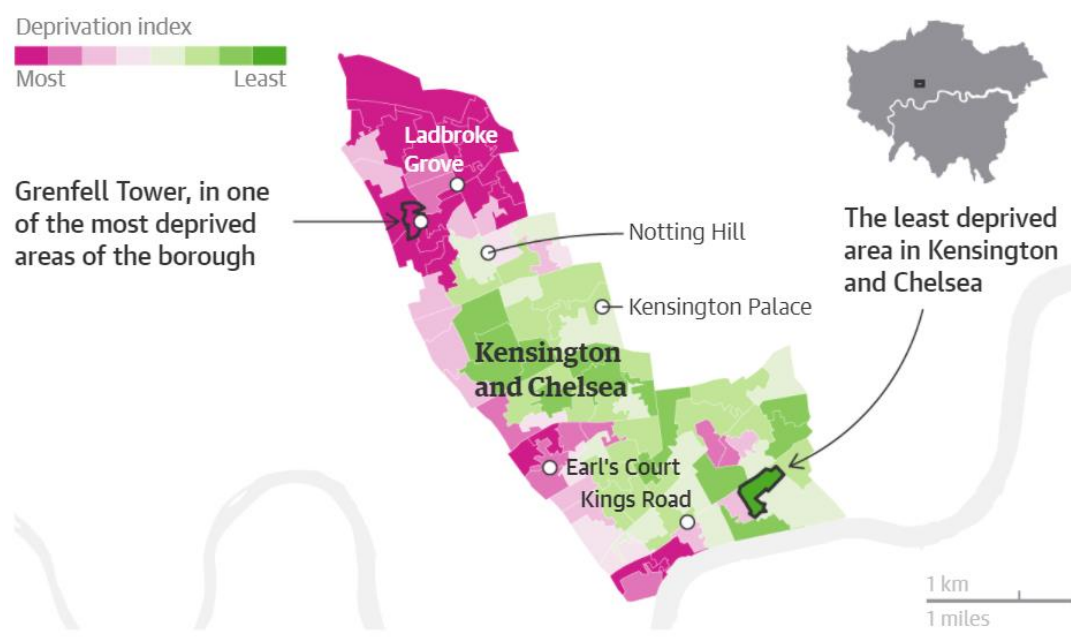 Deprivation index
Most Least
Ladbroke
Grove
Grenfell Tower, in one
of the most deprived
areas of the borough
Notting Hill
Kensington Palace
The least deprived
area in Kensington
and Chelsea
Kensington
and Chelsea
Earl's Court
Kings Road
1 km
1 miles